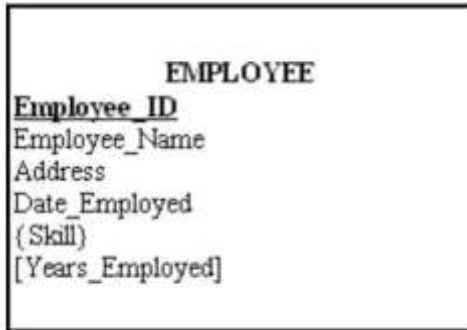 EMPLOYEE
Employee_ID
Employee_Name
Address
Date_Employed
{Skill}
[Years_Employed]